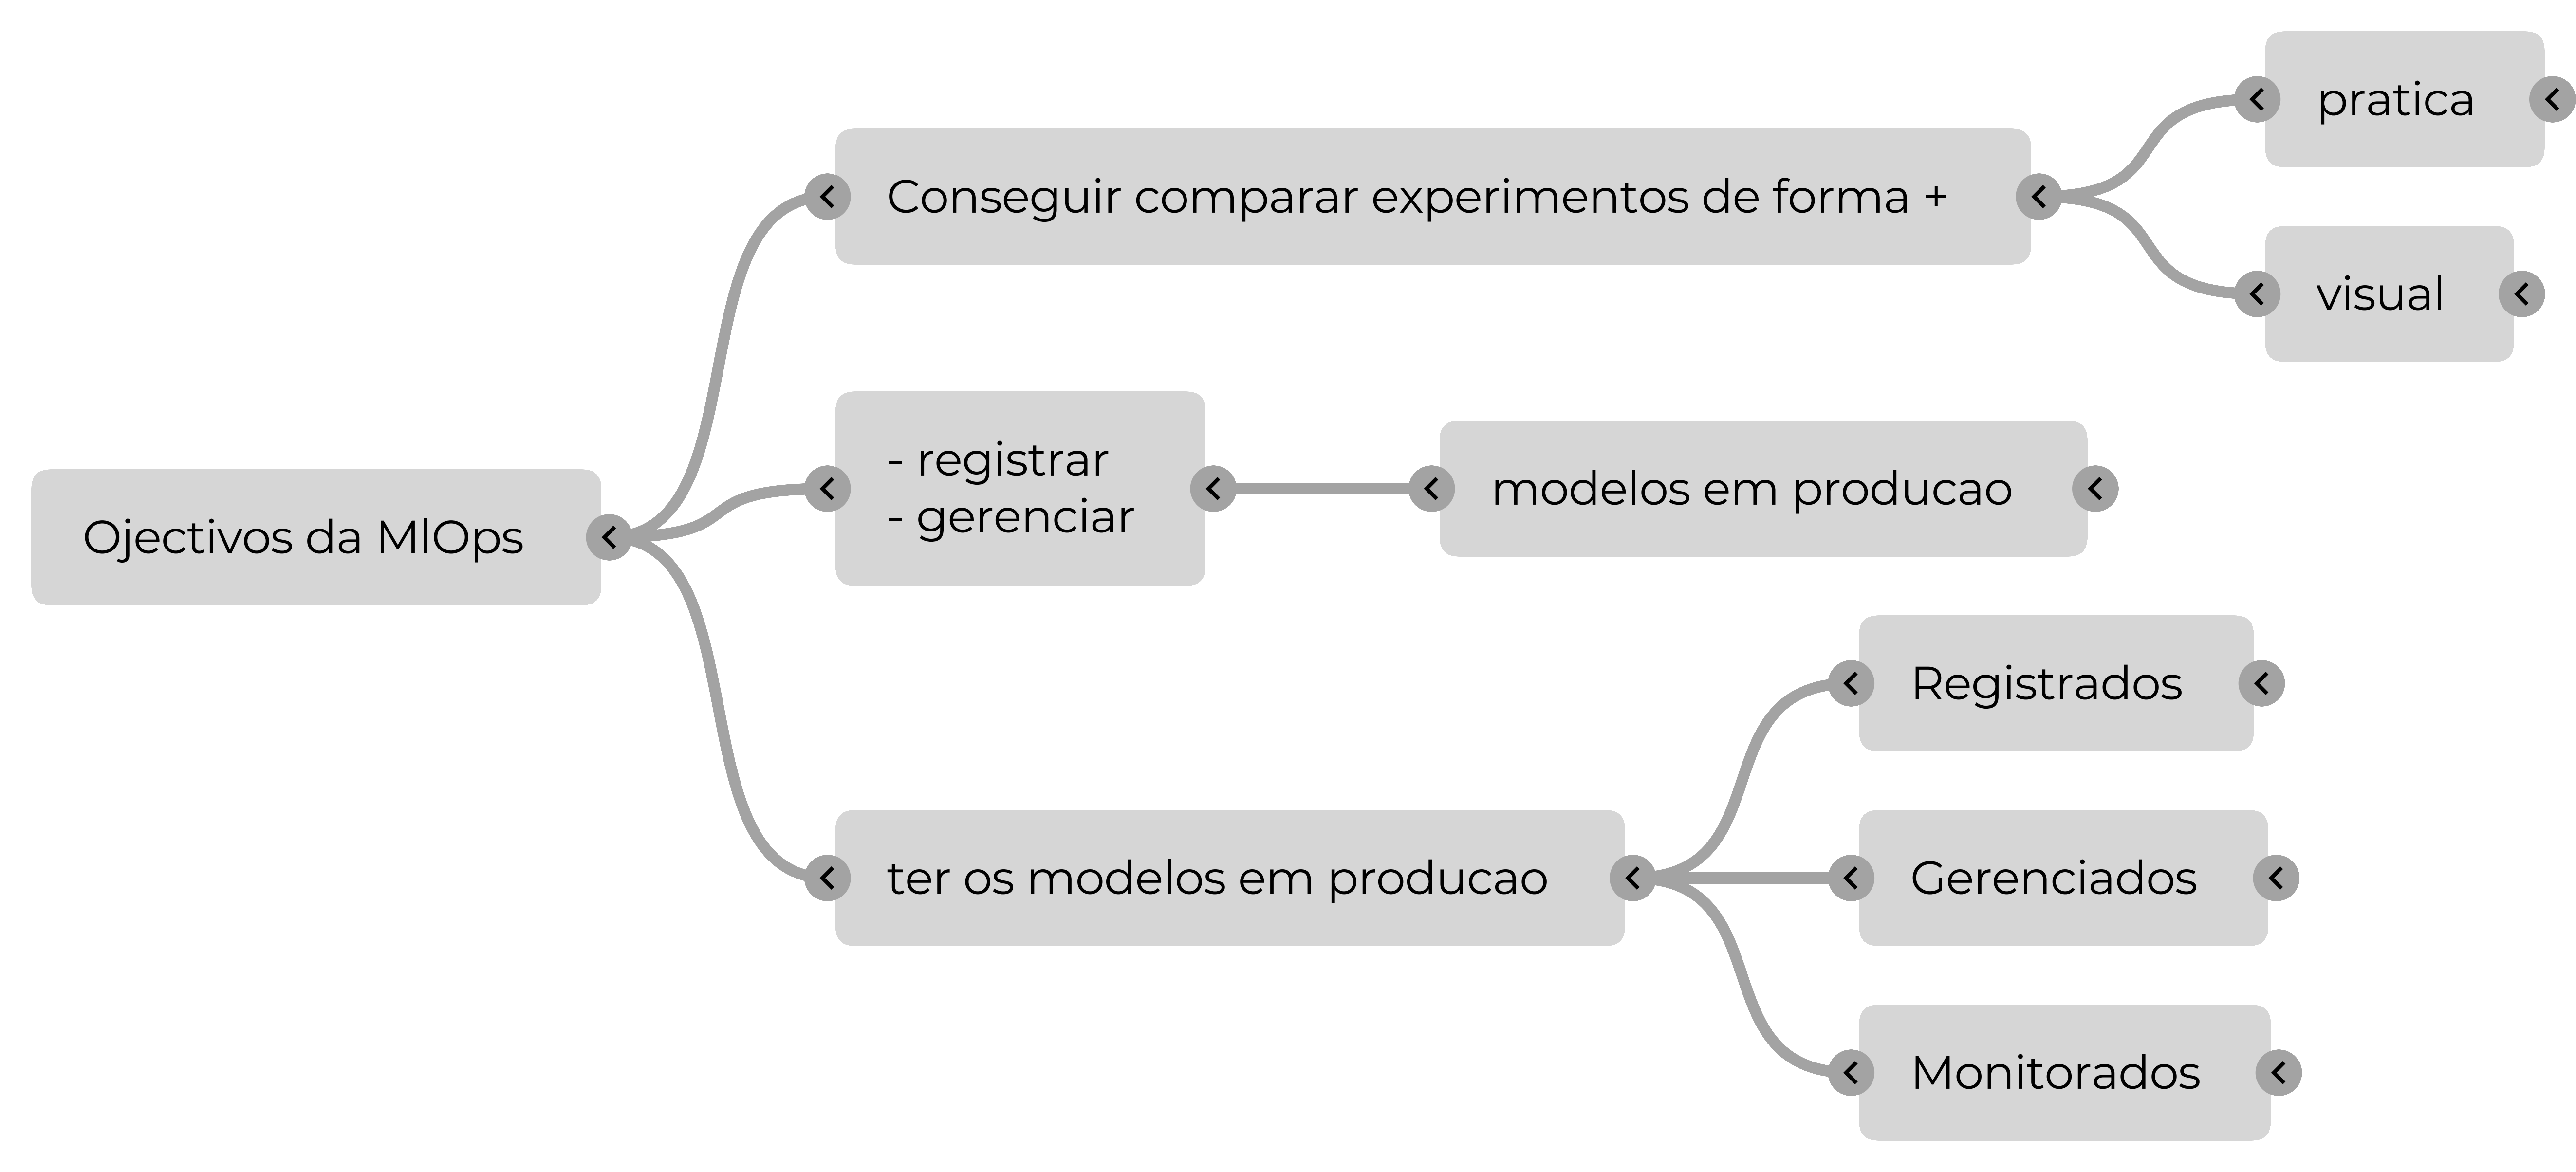 pratica
Conseguir comparar experimentos de forma +
visual
- registrar
- gerenciar
modelos em producao
Ojectivos da MlOps
Registrados
ter os modelos em producao
Gerenciados
Monitorados